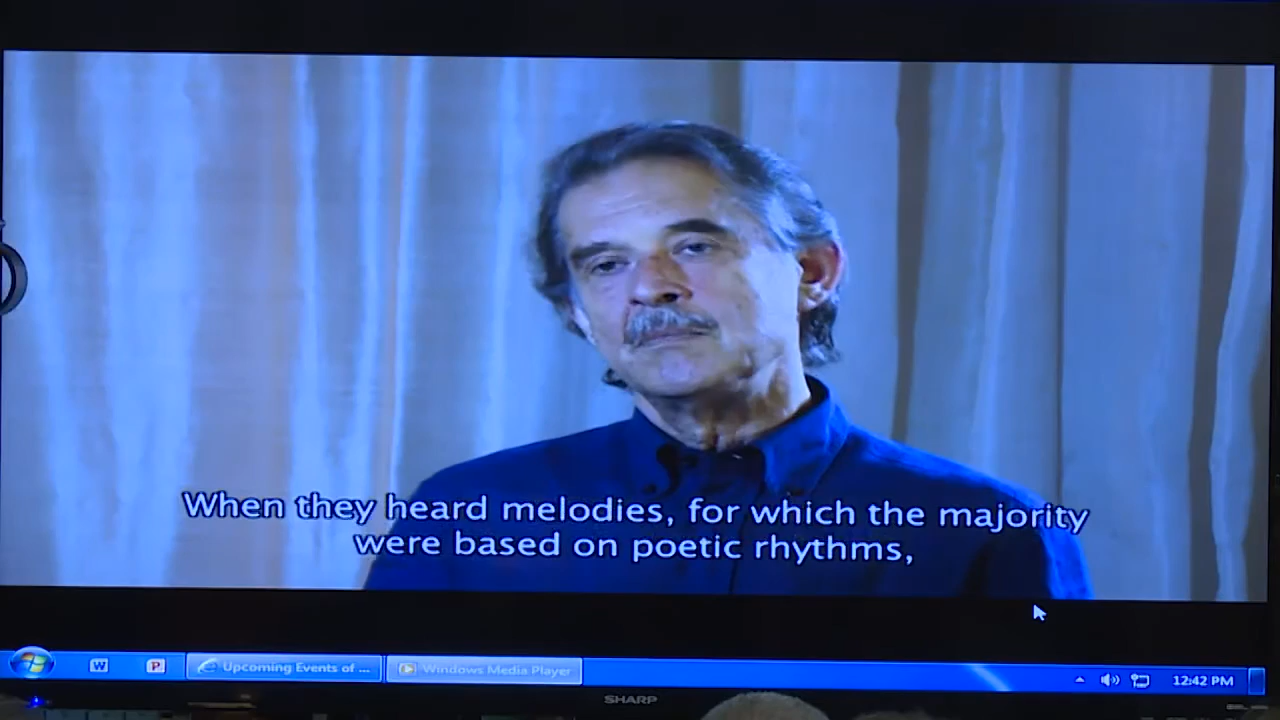 When they heard melodies, for which the majority
were based on poetic rhythms,
W
P
Upcoming Events of ...
Windows Media Player
12:42 PM
SHARP